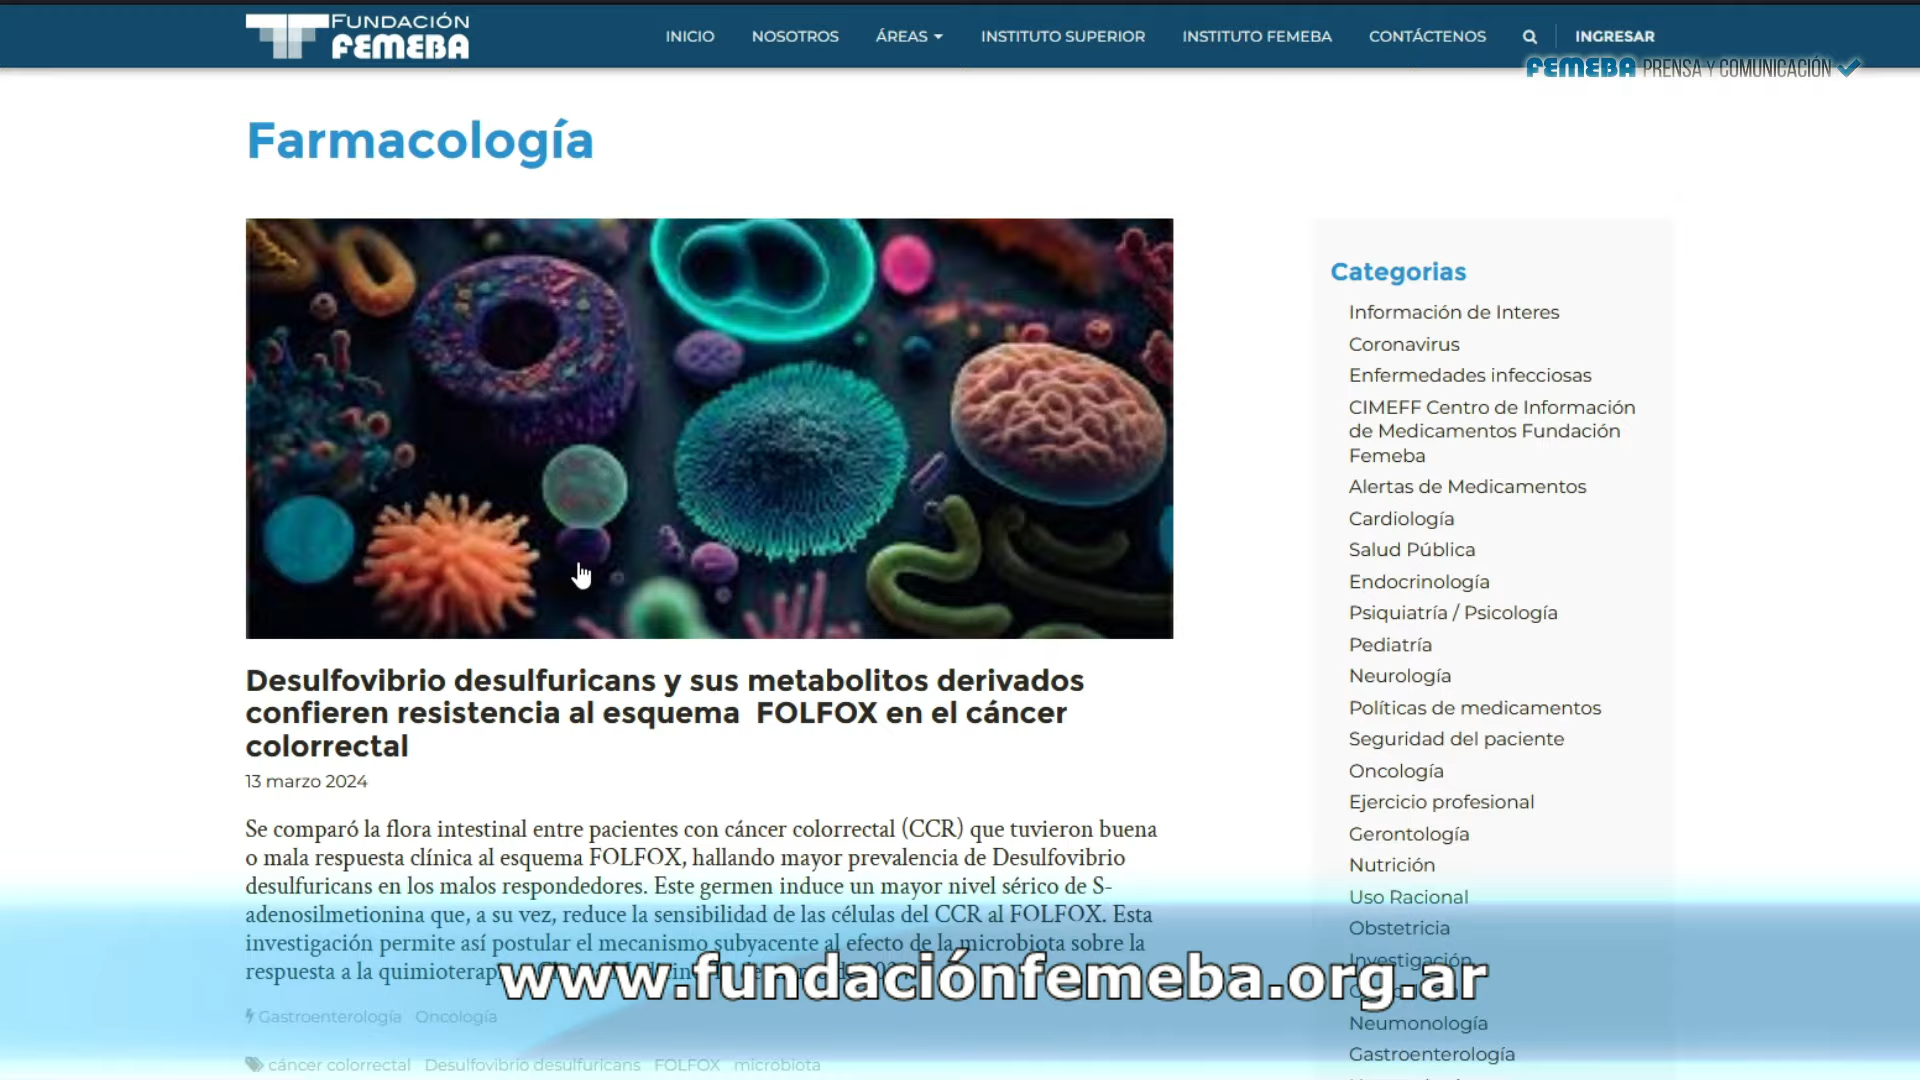 FUNDACIÓN
FEMEBA
INICIO NOSOTROS ÁREAS INSTITUTO SUPERIOR INSTITUTO FEMEBA CONTÁCTENOS INGRESAR
FEMEBA PRENSA Y COMUNICACIÓN
Farmacología
Desulfovibrio desulfuricans y sus metabolitos derivados
confieren resistencia al esquema FOLFOX en el cáncer
colorrectal
13 marzo 2024
Se comparó la flora intestinal entre pacientes con cáncer colorrectal (CCR) que tuvieron buena
o mala respuesta clínica al esquema FOLFOX, hallando mayor prevalencia de Desulfovibrio
desulfuricans en los malos respondedores. Este germen induce un mayor nivel sérico de S-
adenosilmetionina que, a su vez, reduce la sensibilidad de las células del CCR al FOLFOX. Esta
investigación permite así postular el mecanismo subyacente al efecto de la microbiota sobre la
respuesta a la
Gastroenterología Oncología
cáncer colorrectal Desulfovibrio desulfuricans FOLFOX microbiota
Categorias
Información de Interes
Coronavirus
Enfermedades infecciosas
CIMEFF Centro de Información
de Medicamentos Fundación
Femeba
Alertas de Medicamentos
Cardiología
Salud Pública
Endocrinología
Psiquiatría / Psicología
Pediatría
Neurología
Políticas de medicamentos
Seguridad del paciente
Oncología
Ejercicio profesional
Gerontología
Nutrición
Uso Racional
Obstetricia
Investigación
Neumonología
Gastroenterología
www.fundaciónfemeba.org.ar